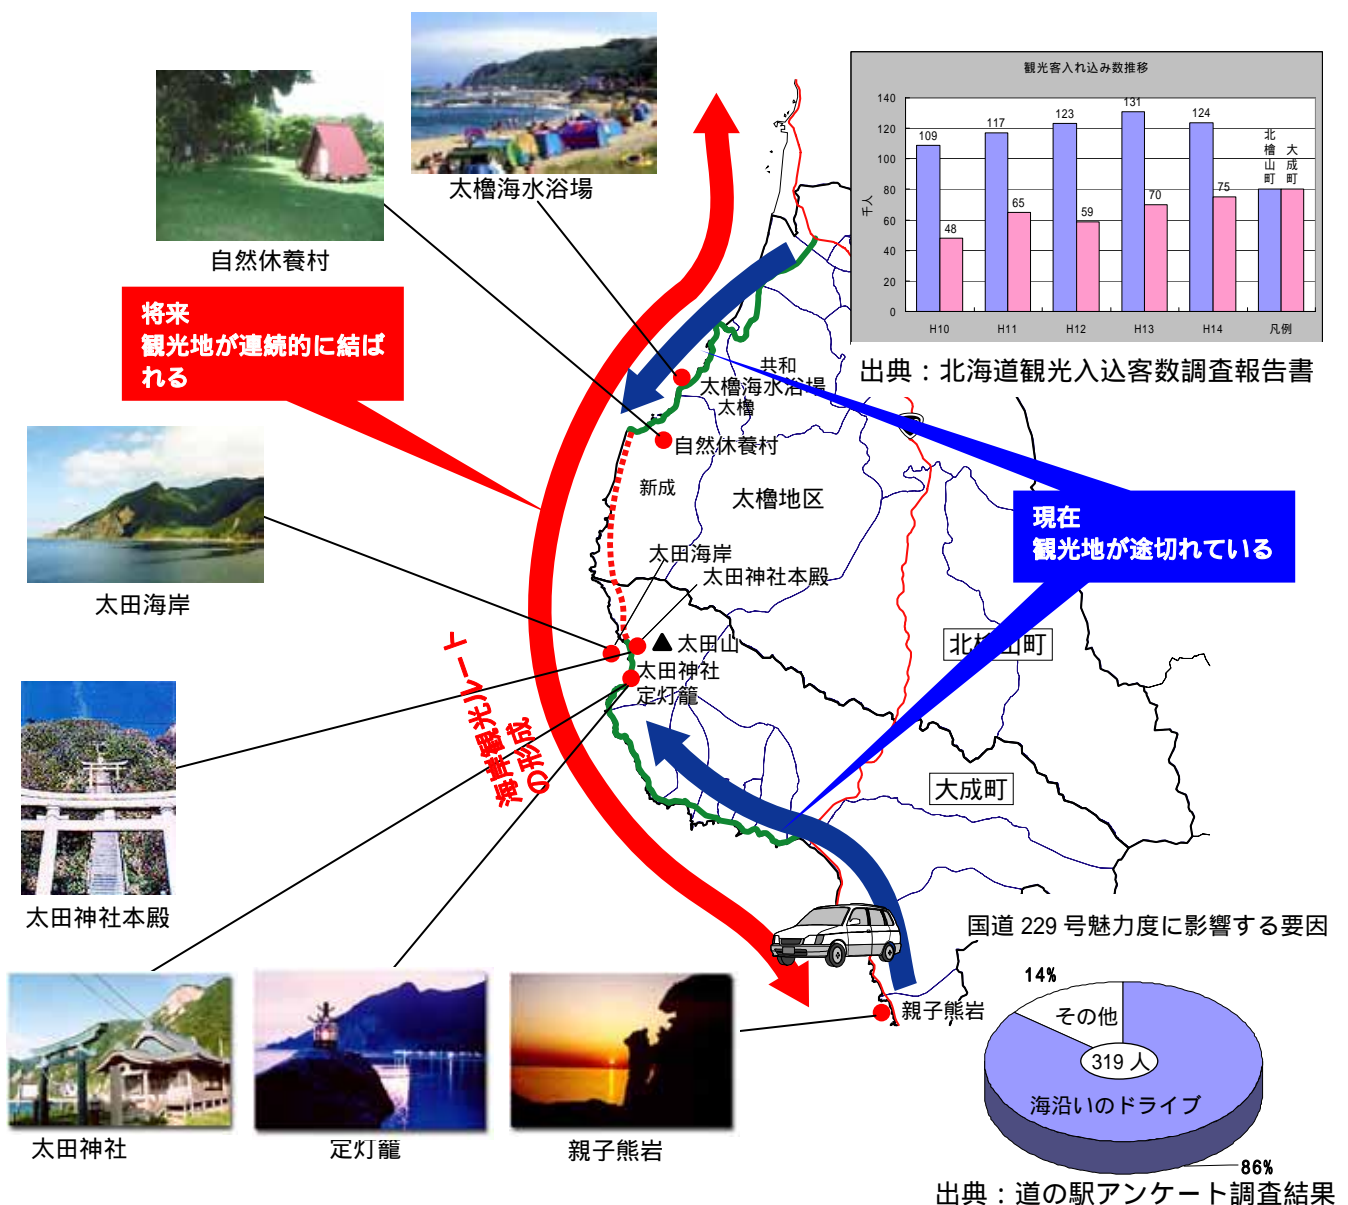 太櫓海水浴場
自然休養村
将来
観光地が連続的に結ば
れる
観光客入れ込み数推移
140
120
100
80
60
40
20
0
千人
109
117
123
131
124
48
65
59
70
75
北檜山町
大成町
H10
H11
H12
H13
H14
凡例
出典：北海道観光入込客数調査報告書
共和
太櫓海水浴場
太櫓
自然休養村
新成
太櫓地区
現在
観光地が途切れている
太田海岸
太田海岸
太田神社本殿
太田山
太田神社
定灯籠
北檜山町
大成町
海岸観光ルート
の形成
太田神社本殿
国道 229 号魅力度に影響する要因
14%
その他
319 人
海沿いのドライブ
86%
出典：道の駅アンケート調査結果
親子熊岩
太田神社
定灯籠
親子熊岩